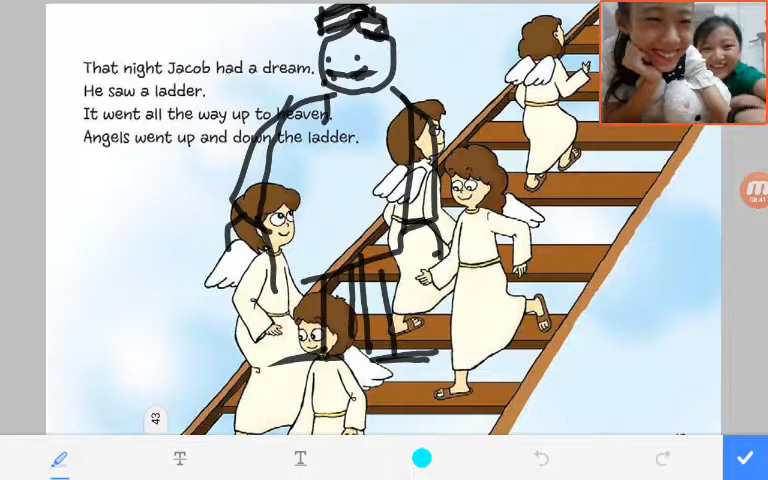 That night Jacob had a dream.
He saw a ladder.
It went all the way up to heaven.
Angels went up and down the ladder.
43